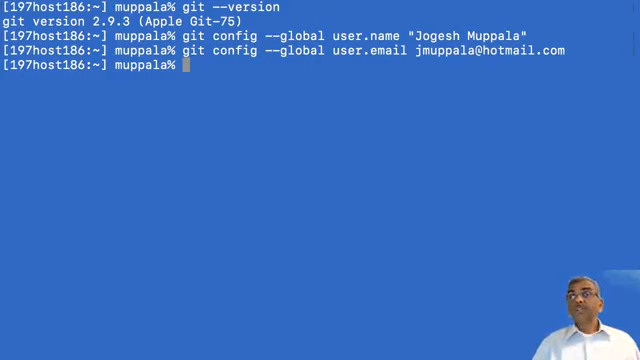 [197host186:~] muppala% git --version
git version 2.9.3 (Apple Git-75)
[197host186:~] muppala% git config --global user.name "Jogesh Muppala"
[197host186:~] muppala% git config --global user.email jmuppala@hotmail.com
[197host186:~] muppala%